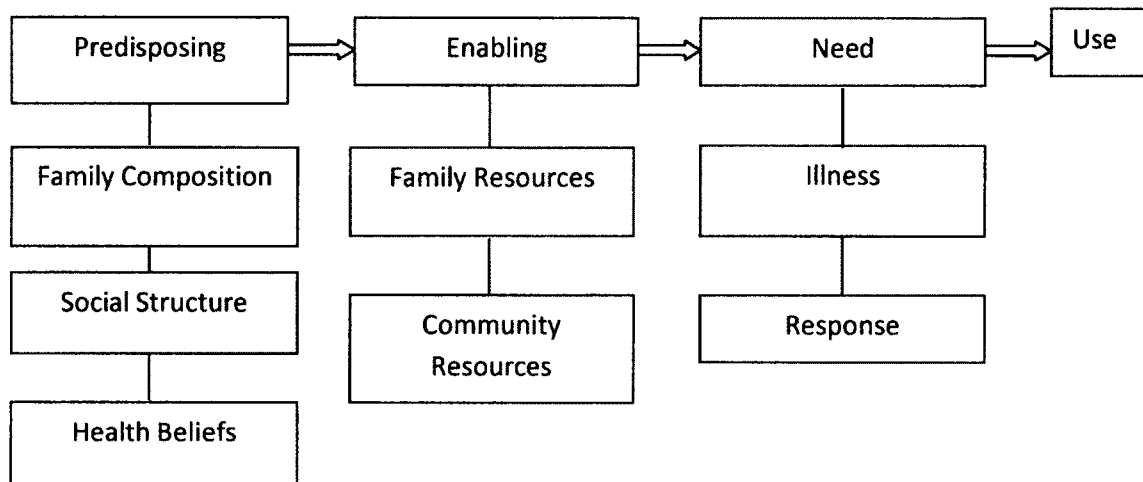 Predisposing
Enabling
Need
Use
Family Composition
Family Resources
Illness
Social Structure
Community
Resources
Response
Health Beliefs